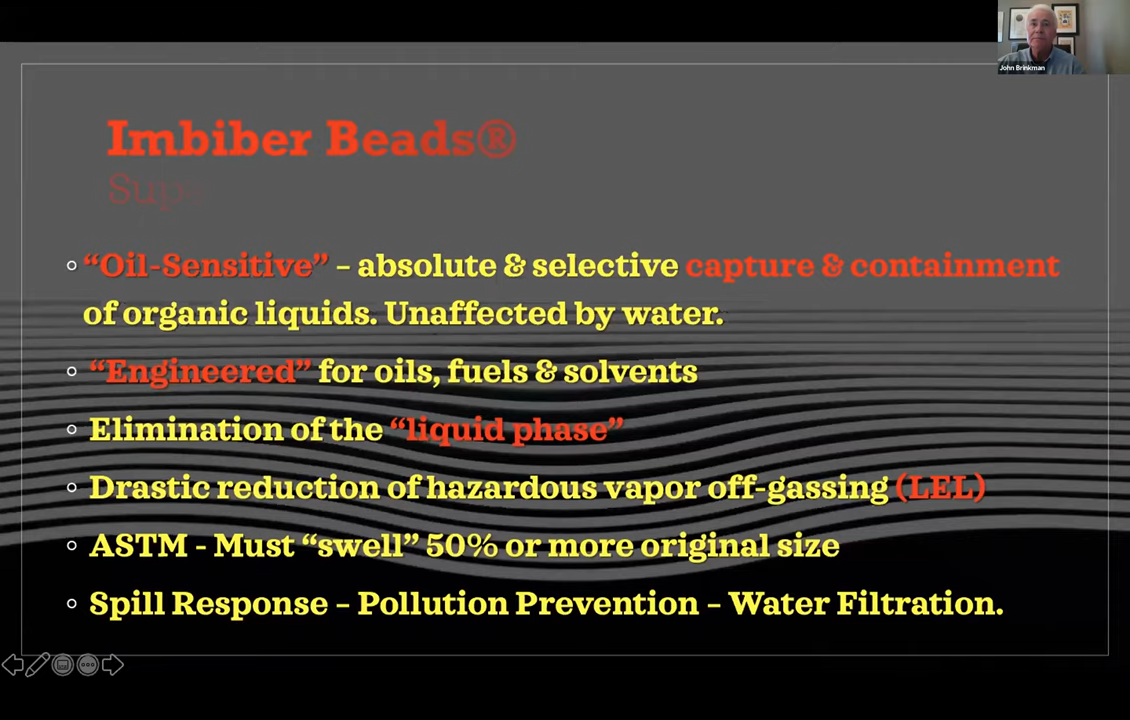 John Brinkman
Imbiber Beads®
“Oil-Sensitive” – absolute & selective capture & containment
of organic liquids. Unaffected by water.
“Engineered” for oils, fuels & solvents
Elimination of the “liquid phase”
Drastic reduction of hazardous vapor off-gassing (LEL)
ASTM - Must “swell” 50% or more original size
Spill Response – Pollution Prevention – Water Filtration.